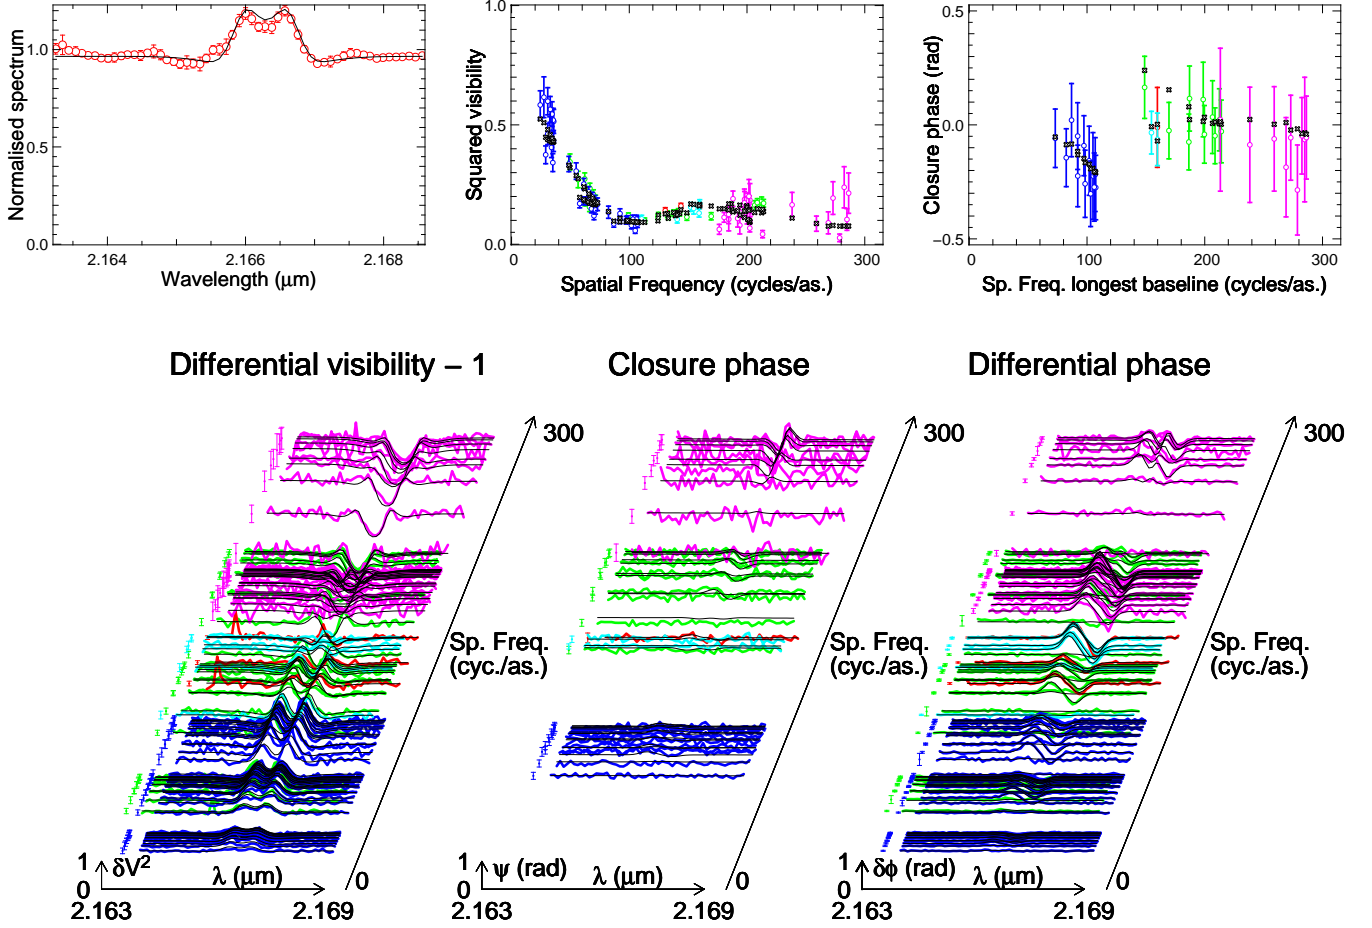 Normalised spectrum
1.0
0.5
0.0
2.164
2.166
2.168
Wavelength (μm)
Squared visibility
1.0
0.5
0.0
0
100
200
300
Spatial Frequency (cycles/as.)
Closure phase (rad)
0.0
−0.5
0
100
200
300
Sp. Freq. longest baseline (cycles/as.)
Differential visibility − 1
Closure phase
Differential phase
300
Sp. Freq.
(cyc./as.)
0
1
0
δV²
λ (μm)
2.163
2.169
300
Sp. Freq.
(cyc./as.)
0
1
0
ψ (rad)
λ (μm)
2.163
2.169
300
Sp. Freq.
(cyc./as.)
0
1
0
δϕ (rad)
λ (μm)
2.163
2.169